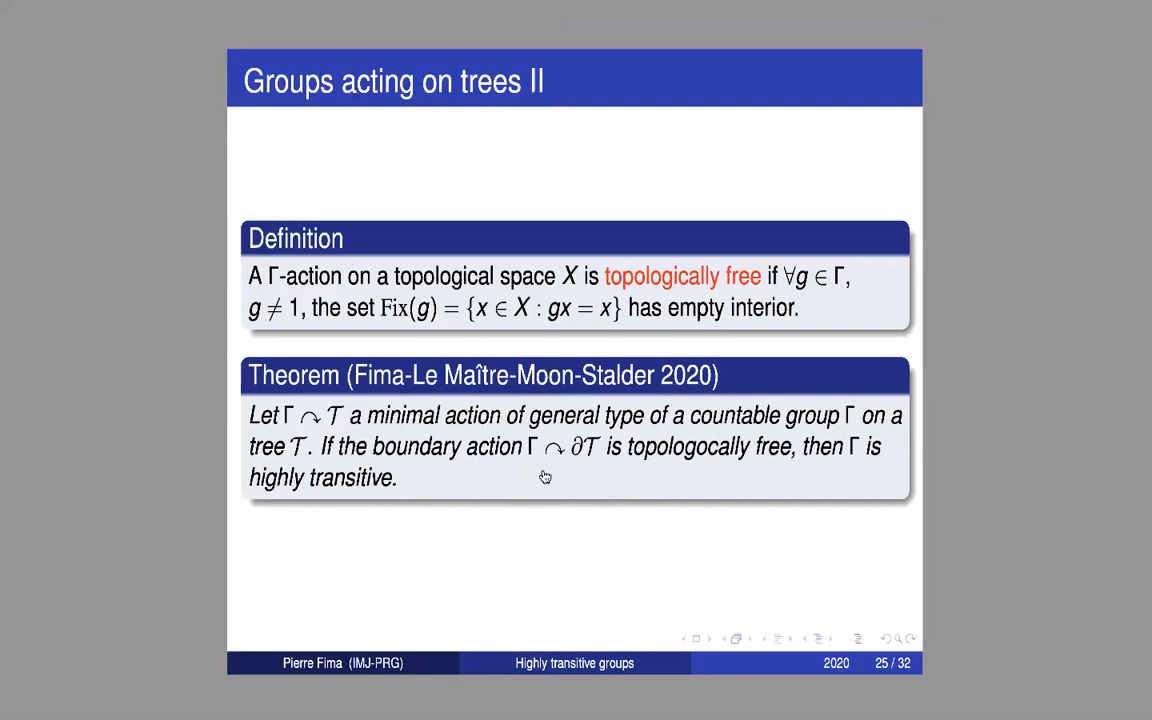 Groups acting on trees II
Definition
A Γ-action on a topological space X is topologically free if ∀g ∈ Γ,
g ≠ 1, the set Fix(g) = {x ∈ X : gx = x} has empty interior.
Theorem (Fima-Le Maître-Moon-Stalder 2020)
Let Γ ↷ 𝒯 a minimal action of general type of a countable group Γ on a
tree 𝒯. If the boundary action Γ ↷ ∂𝒯 is topologocally free, then Γ is
highly transitive.
Pierre Fima (IMJ-PRG) Highly transitive groups 2020 25 / 32